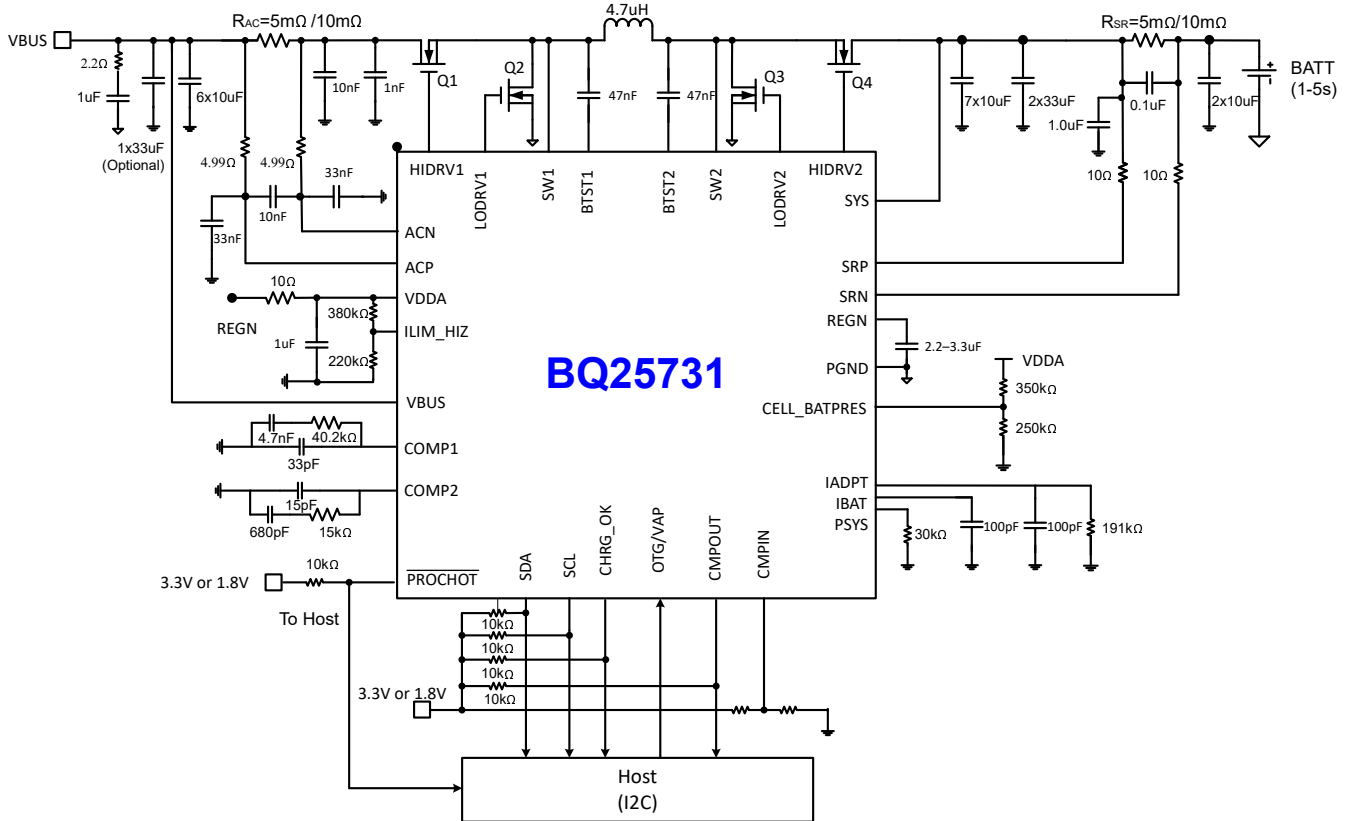 RAC=5mΩ /10mΩ
4.7uH
RSR=5mΩ/10mΩ
VBUS
2.2Ω
1uF
6x10uF
1x33uF
(Optional)
10nF
1nF
Q1
Q2
47nF
47nF
Q3
Q4
7x10uF
2x33uF
1.0uF
0.1uF
2x10uF
BATT
(1-5s)
4.99Ω
4.99Ω
33nF
10nF
33nF
10Ω
10Ω
HIDRV1
LODRV1
SW1
BTST1
BTST2
SW2
LODRV2
HIDRV2
SYS
ACN
ACP
SRP
SRN
10Ω
REGN
VDDA
380kΩ
1uF
ILIM_HIZ
220kΩ
REGN
2.2–3.3uF
PGND
VDDA
350kΩ
CELL_BATPRES
250kΩ
BQ25731
VBUS
4.7nF
40.2kΩ
33pF
COMP1
COMP2
15pF
680pF
15kΩ
IADPT
IBAT
PSYS
30kΩ
100pF
100pF
191kΩ
3.3V or 1.8V
10kΩ
PROCHOT
To Host
SDA
SCL
CHRG_OK
OTG/VAP
CMPOUT
CMPIN
10kΩ
10kΩ
10kΩ
10kΩ
3.3V or 1.8V
Host
(I2C)